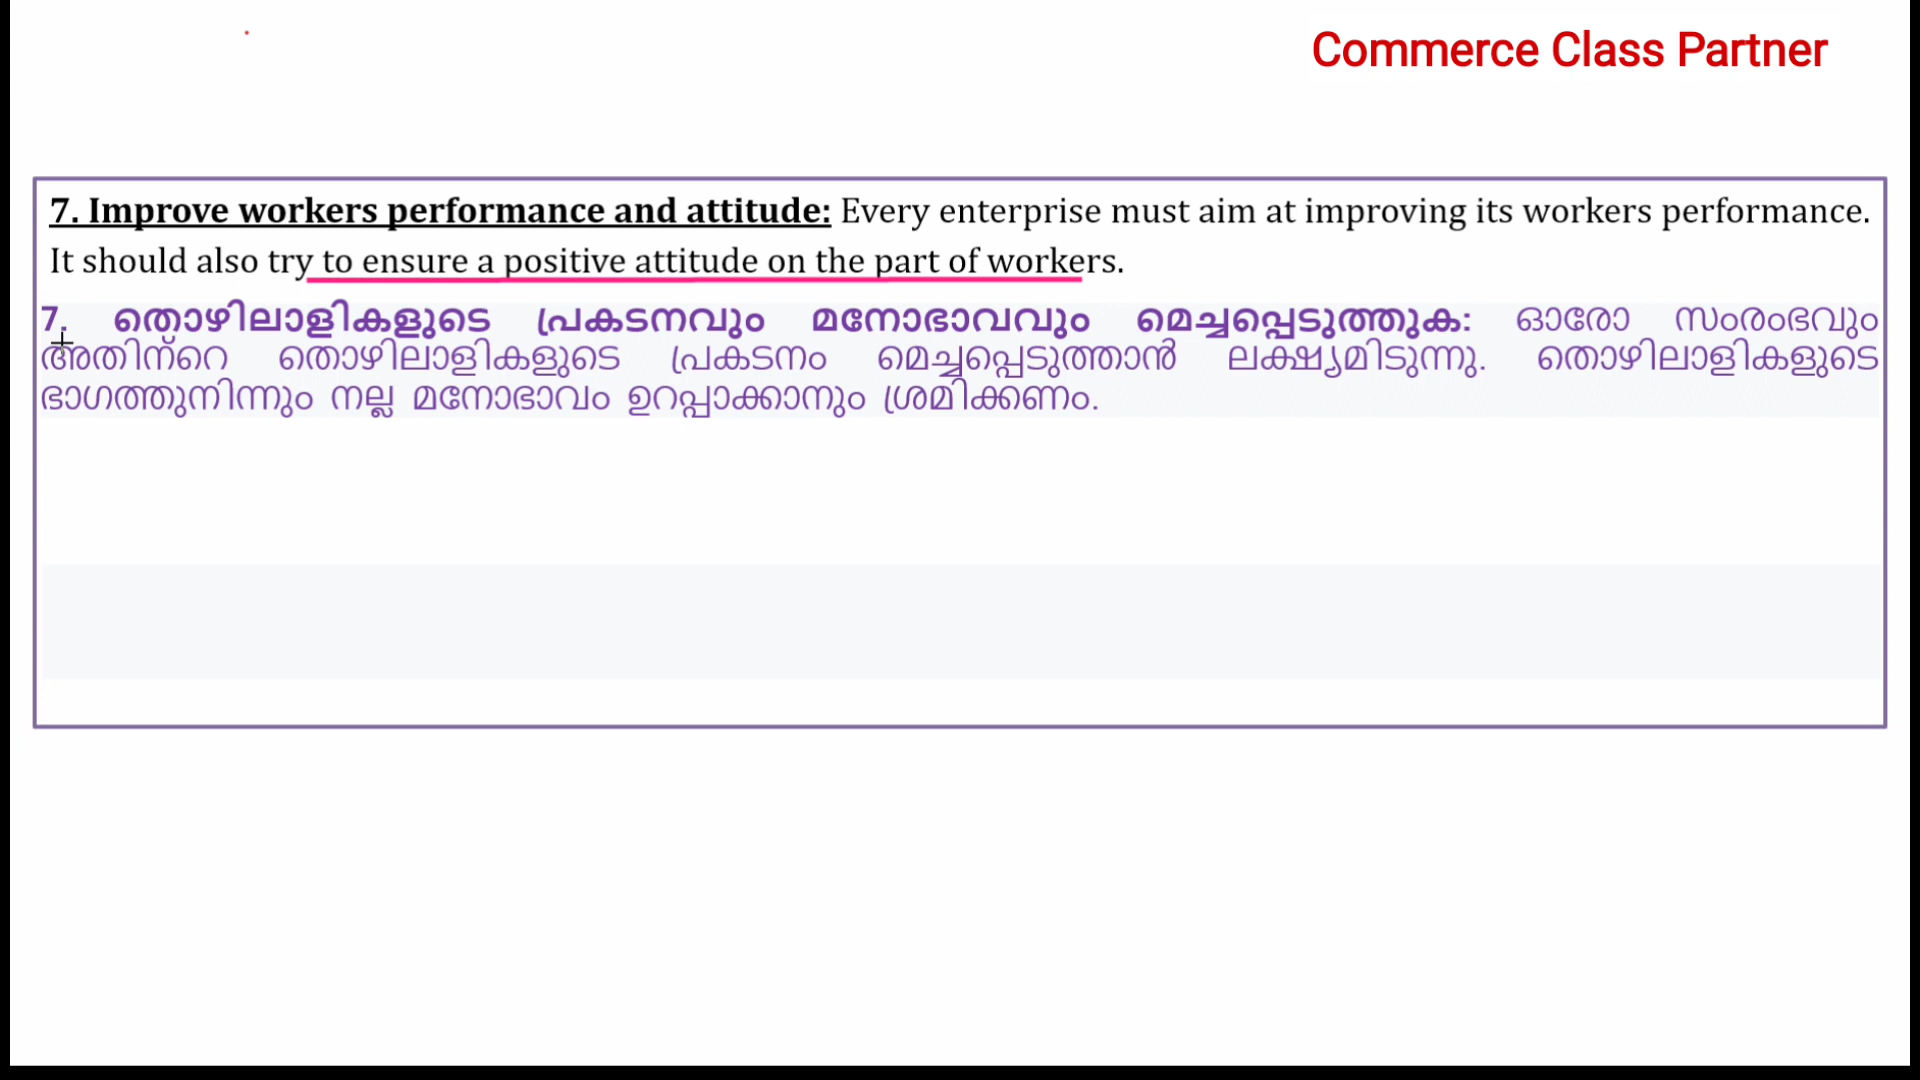 Commerce Class Partner
7. Improve workers performance and attitude: Every enterprise must aim at improving its workers performance.
It should also try to ensure a positive attitude on the part of workers.
7. തൊഴിലാളികളുടെ പ്രകടനവും മനോഭാവവും മെച്ചപ്പെടുത്തുക: ഓരോ സംരംഭവും
അതിന്റെ തൊഴിലാളികളുടെ പ്രകടനം മെച്ചപ്പെടുത്താൻ ലക്ഷ്യമിടുന്നു. തൊഴിലാളികളുടെ
ഭാഗത്തുനിന്നും നല്ല മനോഭാവം ഉറപ്പാക്കാനും ശ്രമിക്കണം.